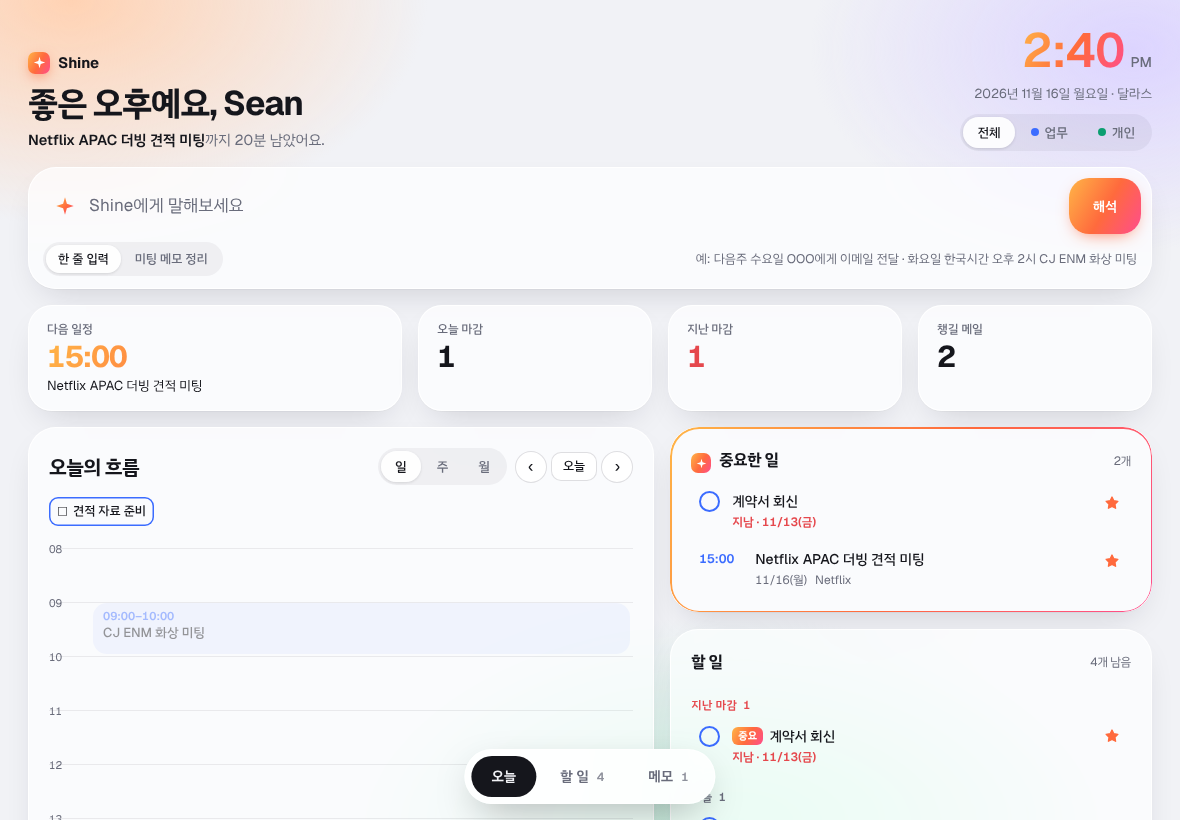 Shine
좋은 오후예요, Sean
Netflix APAC 더빙 견적 미팅까지 20분 남았어요.
2:40 PM
2026년 11월 16일 월요일 · 달라스
전체 업무 개인
Shine에게 말해보세요
해석
한 줄 입력 미팅 메모 정리
예: 다음주 수요일 OOO에게 이메일 전달 · 화요일 한국시간 오후 2시 CJ ENM 화상 미팅
다음 일정
15:00
Netflix APAC 더빙 견적 미팅
오늘 마감
1
지난 마감
1
챙길 메일
2
오늘의 흐름
일 주 월
‹ 오늘 ›
견적 자료 준비
08
09
09:00–10:00
CJ ENM 화상 미팅
10
11
12
13
중요한 일
2개
계약서 회신
지남 · 11/13(금)
15:00 Netflix APAC 더빙 견적 미팅
11/16(월) Netflix
할 일
4개 남음
지난 마감 1
중요 계약서 회신
지남 · 11/13(금)
1
오늘 할 일 4 메모 1